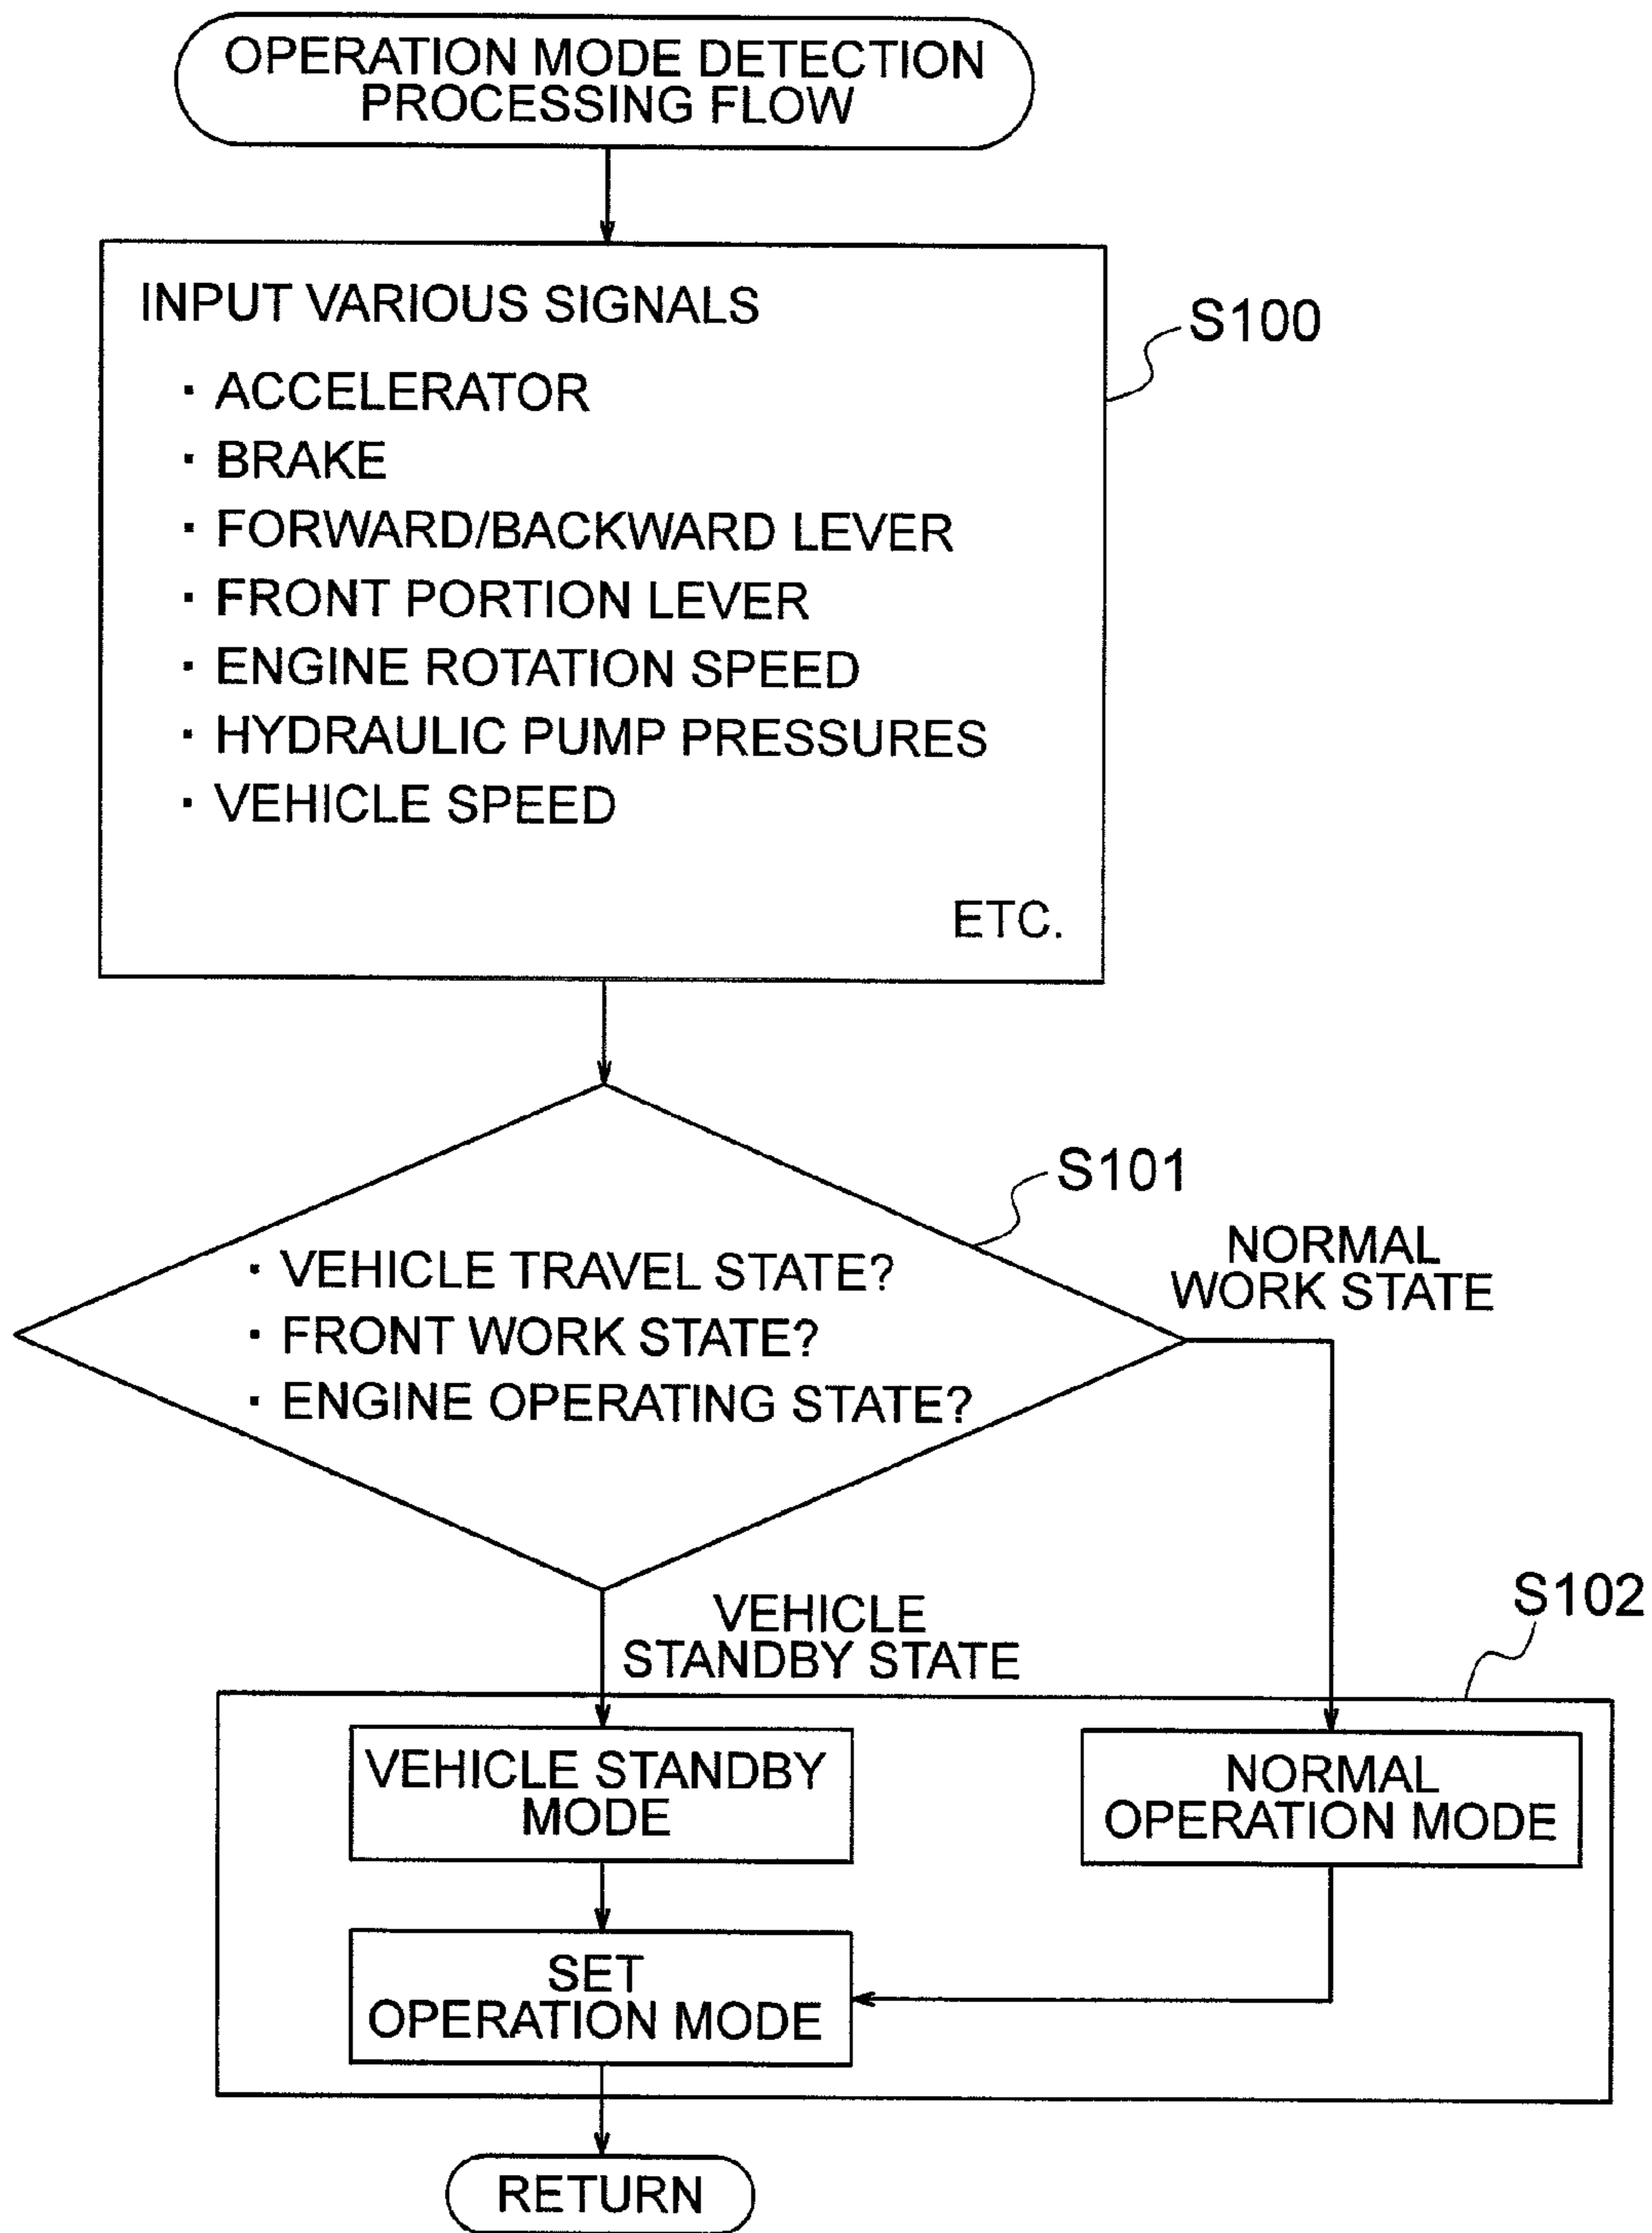 OPERATION MODE DETECTION
PROCESSING FLOW
INPUT VARIOUS SIGNALS
S100
· ACCELERATOR
· BRAKE
· FORWARD/BACKWARD LEVER
· FRONT PORTION LEVER
· ENGINE ROTATION SPEED
· HYDRAULIC PUMP PRESSURES
· VEHICLE SPEED
ETC.
S101
· VEHICLE TRAVEL STATE?
· FRONT WORK STATE?
· ENGINE OPERATING STATE?
NORMAL
WORK STATE
VEHICLE
STANDBY STATE
S102
VEHICLE STANDBY
MODE
NORMAL
OPERATION MODE
SET
OPERATION MODE
RETURN